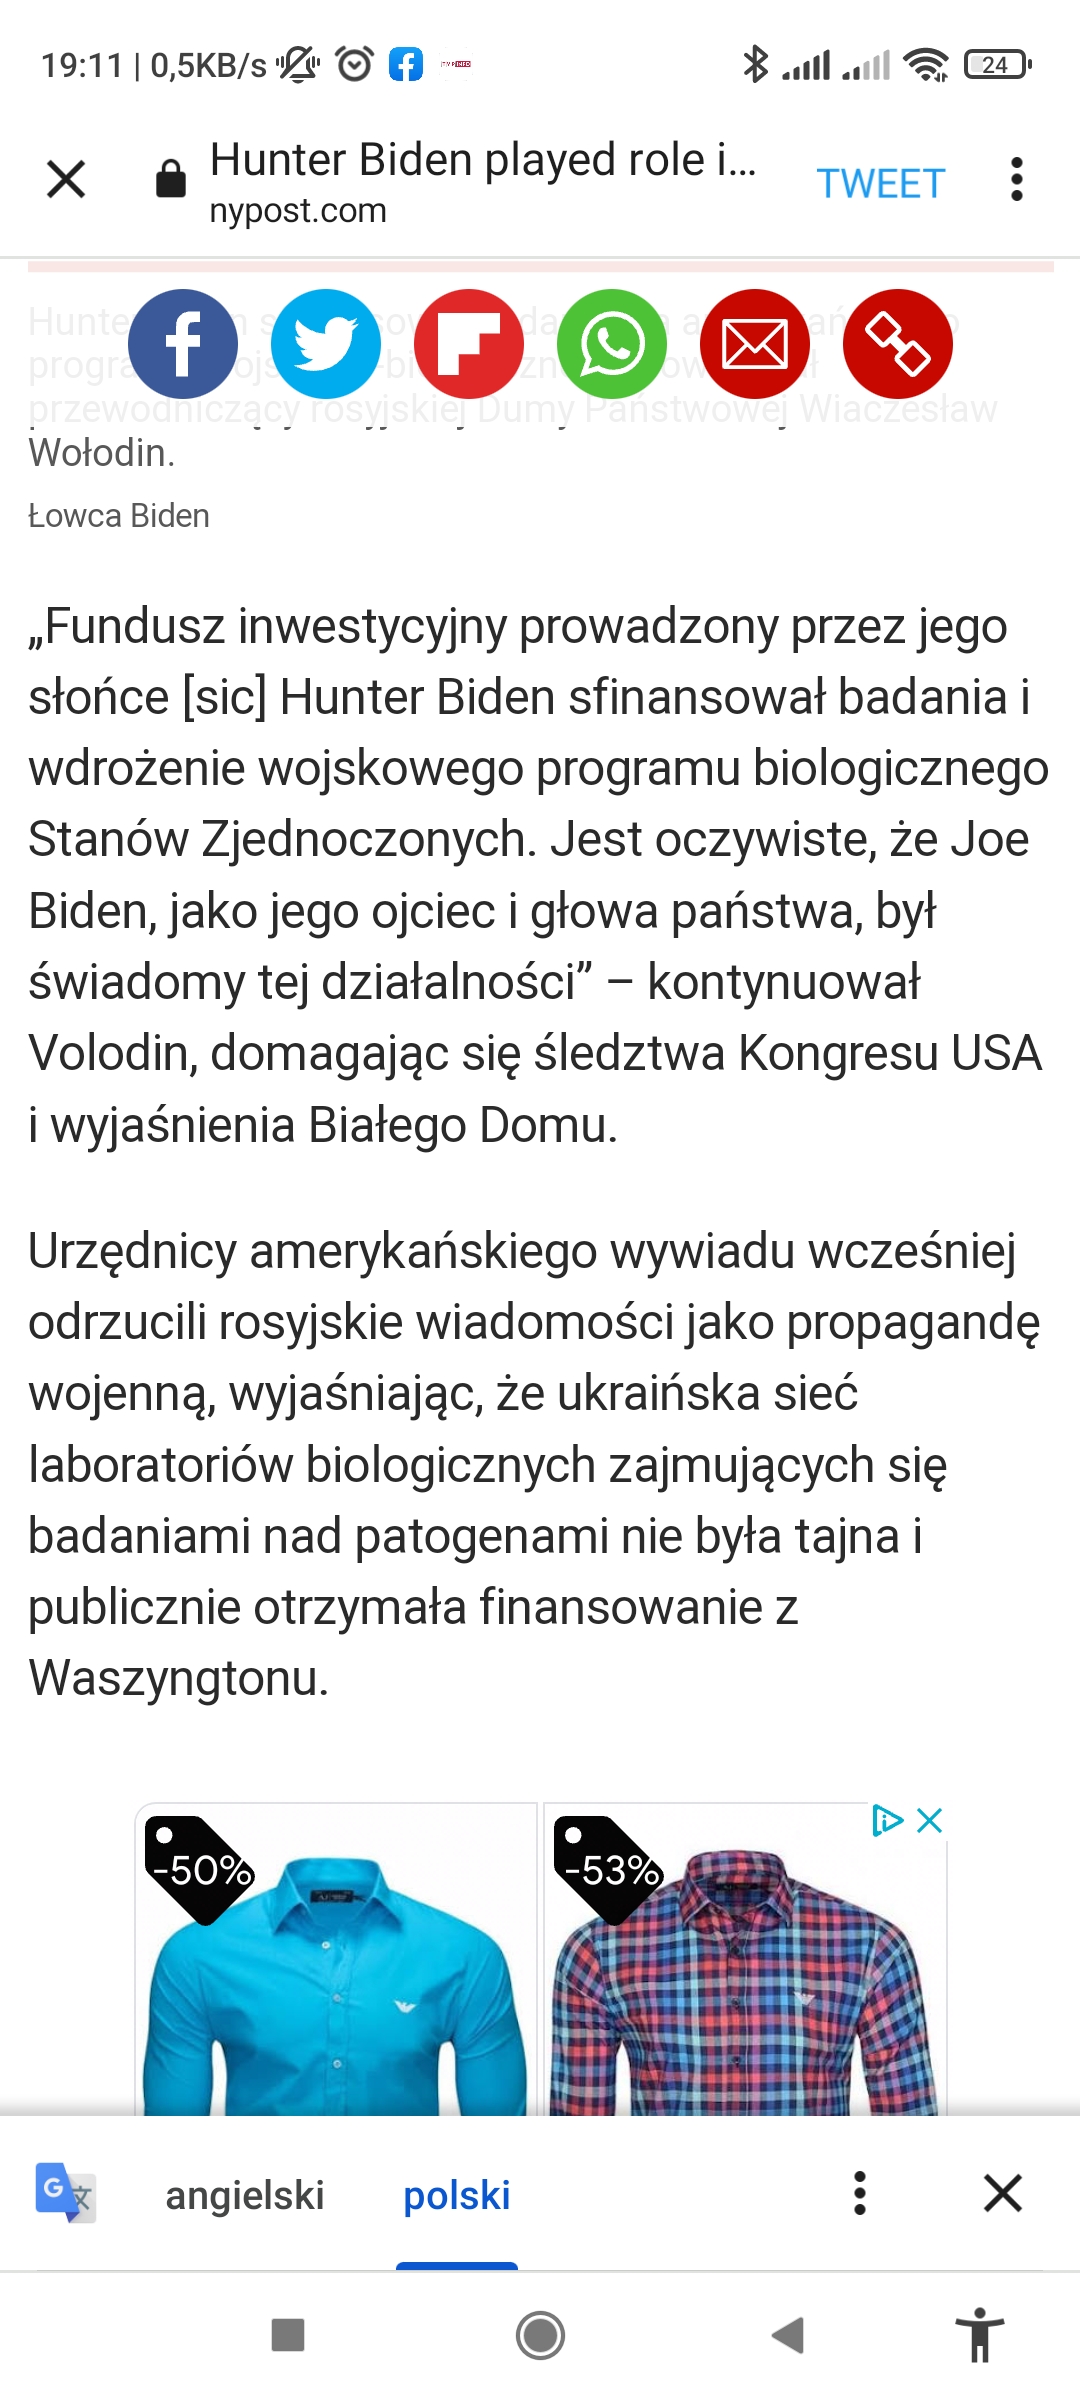 19:11 | 0,5KB/s
24
Hunter Biden played role i...
nypost.com
TWEET
przewodniczący rosyjskiej Dumy Państwowej Wiaczesław
Wołodin.
Łowca Biden
„Fundusz inwestycyjny prowadzony przez jego
słońce [sic] Hunter Biden sfinansował badania i
wdrożenie wojskowego programu biologicznego
Stanów Zjednoczonych. Jest oczywiste, że Joe
Biden, jako jego ojciec i głowa państwa, był
świadomy tej działalności” – kontynuował
Volodin, domagając się śledztwa Kongresu USA
i wyjaśnienia Białego Domu.
Urzędnicy amerykańskiego wywiadu wcześniej
odrzucili rosyjskie wiadomości jako propagandę
wojenną, wyjaśniając, że ukraińska sieć
laboratoriów biologicznych zajmujących się
badaniami nad patogenami nie była tajna i
publicznie otrzymała finansowanie z
Waszyngtonu.
-50%
-53%
angielski
polski